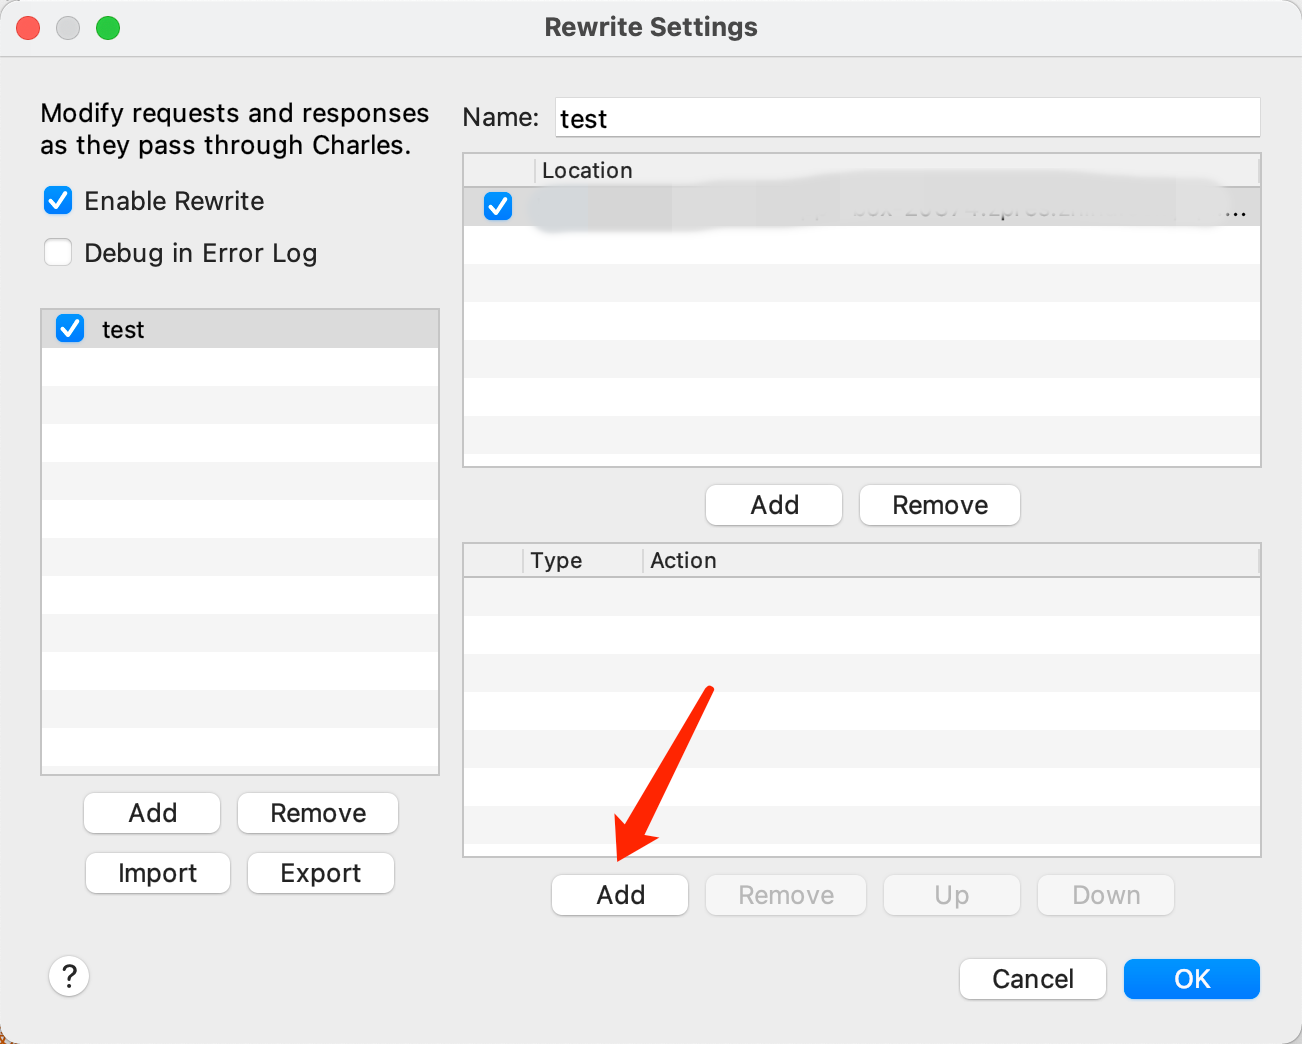 Rewrite Settings
Modify requests and responses
as they pass through Charles.
Enable Rewrite
Debug in Error Log
test
Add
Remove
Import
Export
?
Name:
test
Location
...
Add
Remove
Type
Action
Add
Remove
Up
Down
Cancel
OK